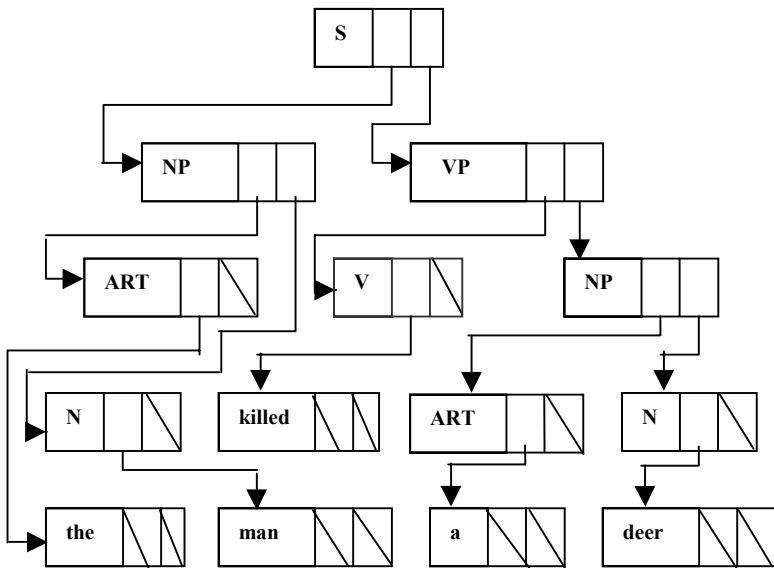 S
NP VP
ART V NP
N killed ART N
the man a deer